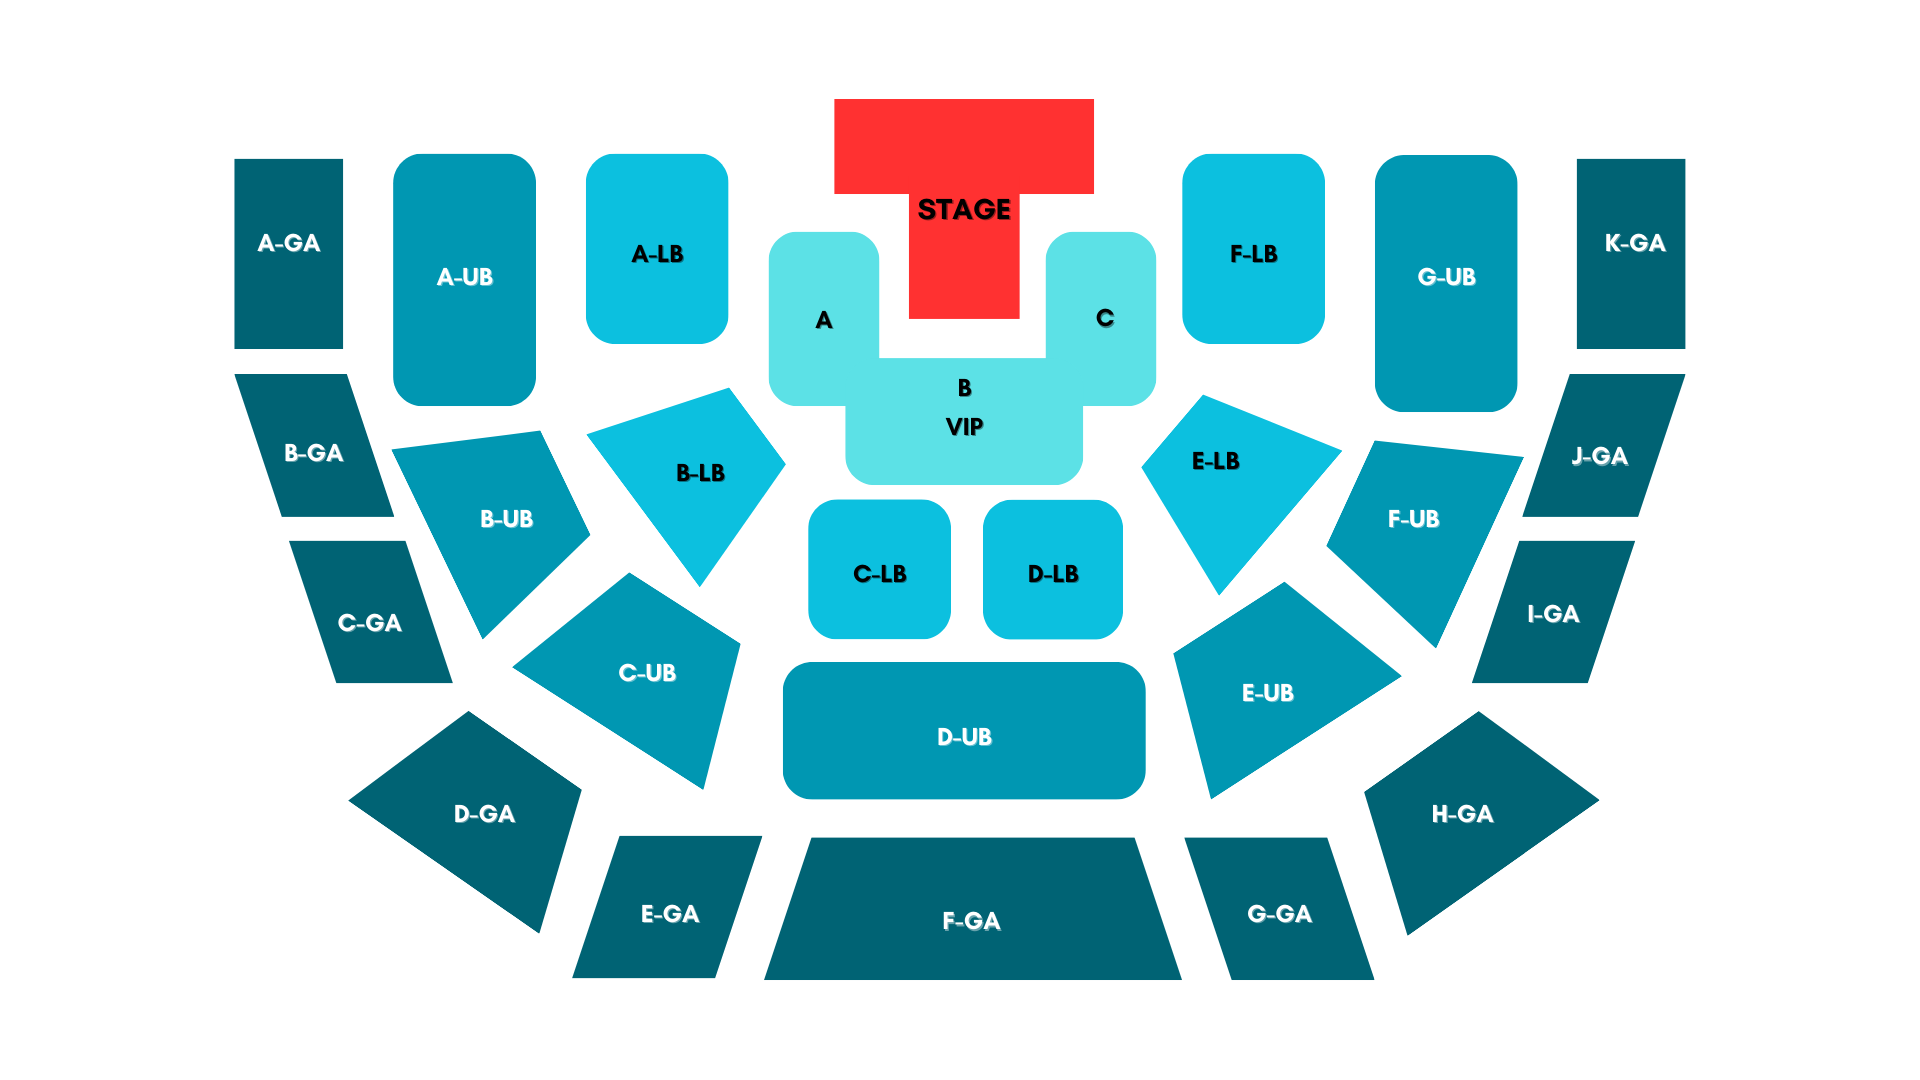 STAGE
A-GA
A-UB
A-LB
A
C
F-LB
G-UB
K-GA
B
VIP
B-GA
B-UB
B-LB
E-LB
F-UB
J-GA
C-GA
C-UB
C-LB
D-LB
E-UB
I-GA
D-UB
D-GA
H-GA
E-GA
F-GA
G-GA